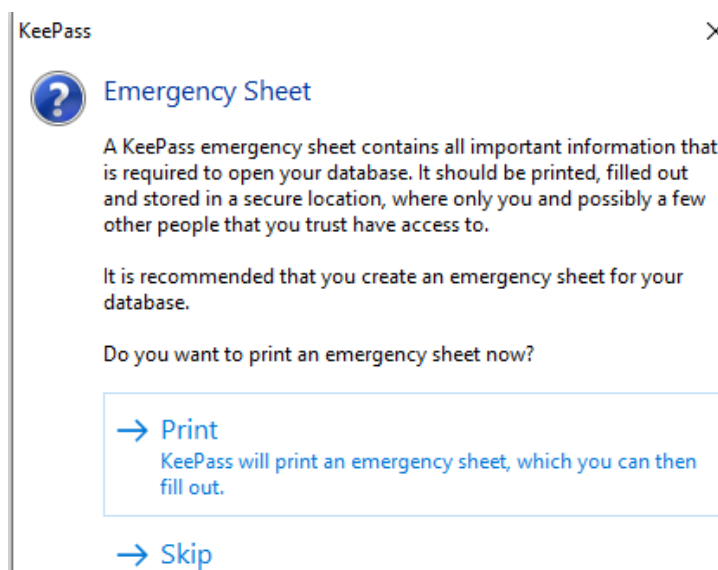 KeePass
Emergency Sheet
A KeePass emergency sheet contains all important information that
is required to open your database. It should be printed, filled out
and stored in a secure location, where only you and possibly a few
other people that you trust have access to.
It is recommended that you create an emergency sheet for your
database.
Do you want to print an emergency sheet now?
Print
KeePass will print an emergency sheet, which you can then
fill out.
Skip